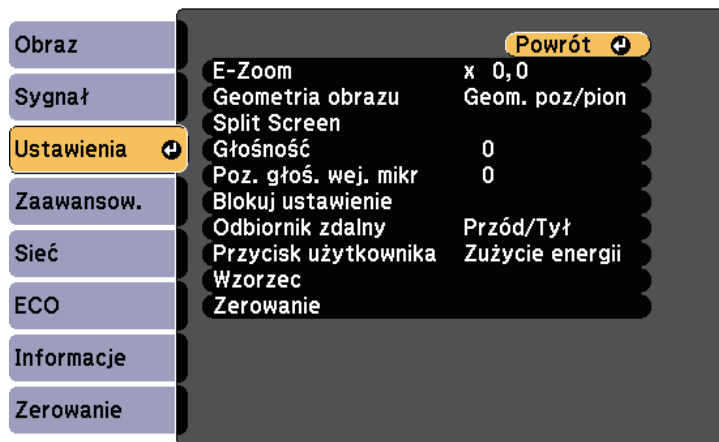 Obraz
Sygnał
Ustawienia
Zaawansow.
Sieć
ECO
Informacje
Zerowanie
Powrót
E-Zoom x 0,0
Geometria obrazu Geom. poz/pion
Split Screen
Głośność 0
Poz. głoś. wej. mikr 0
Blokuj ustawienie
Odbiornik zdalny Przód/Tył
Przycisk użytkownika Zużycie energii
Wzorzec
Zerowanie